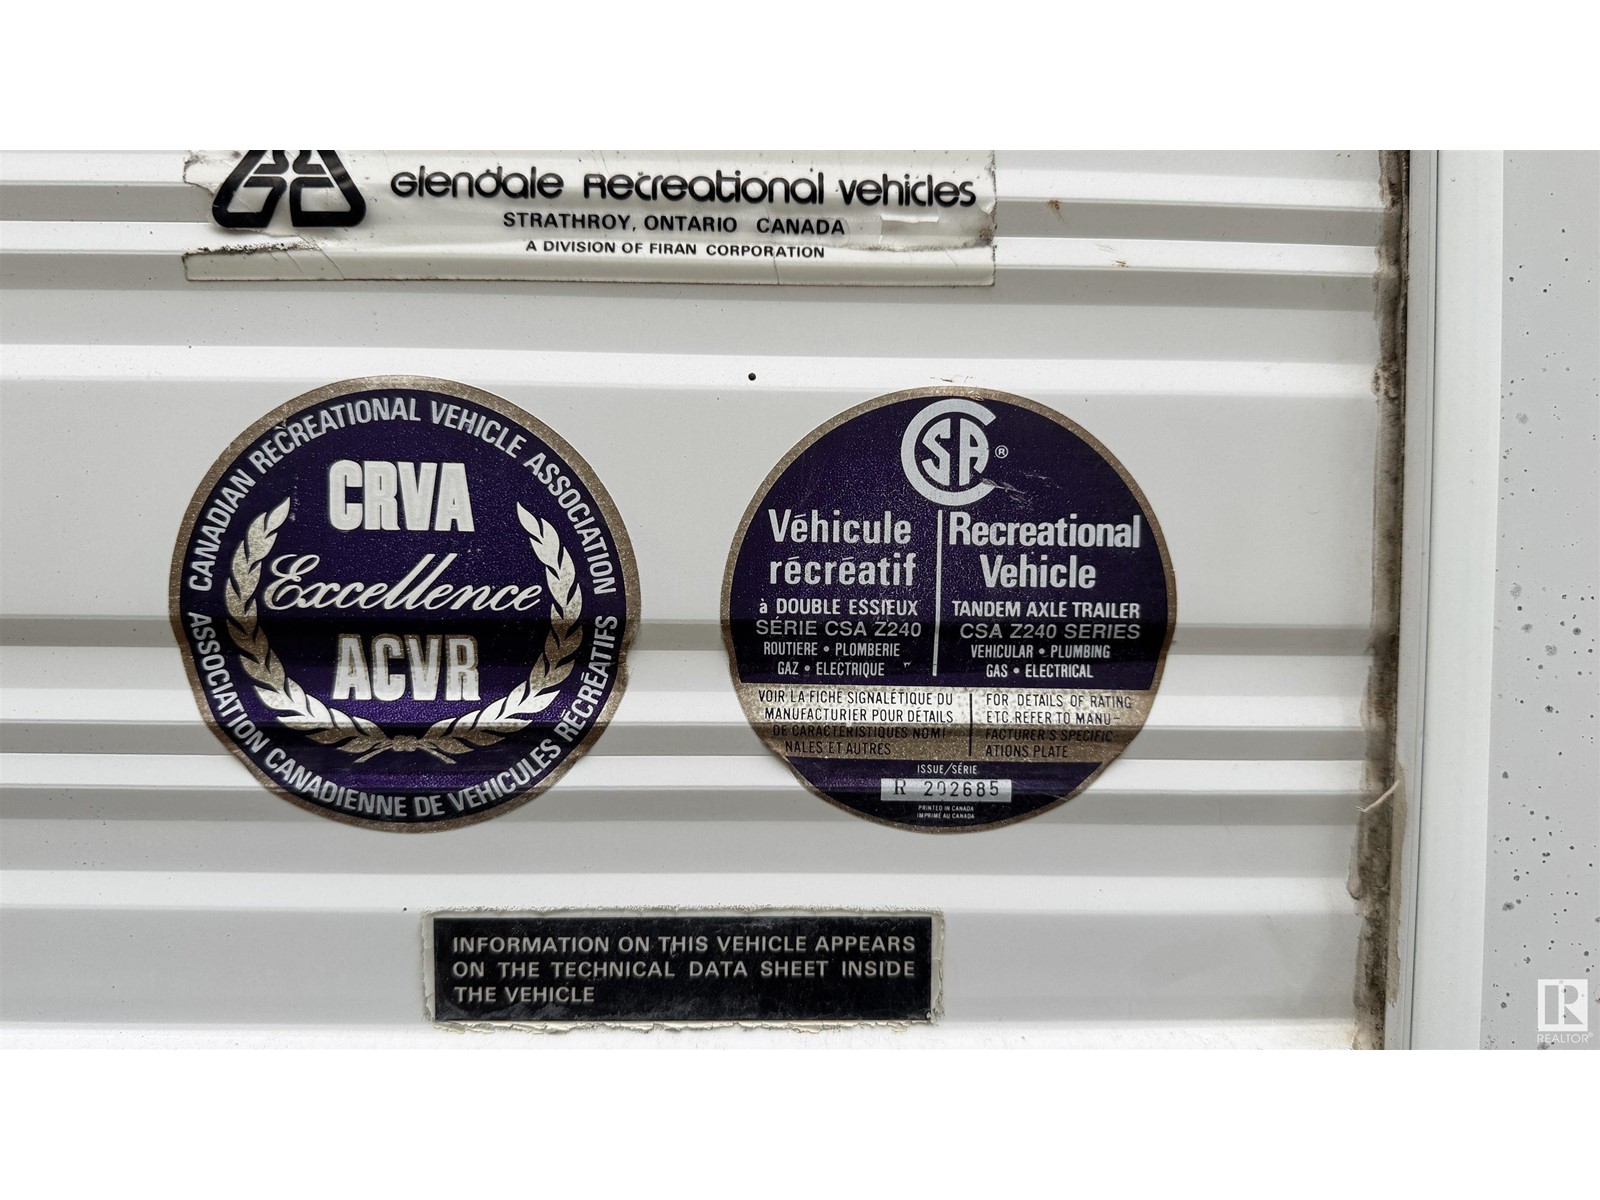 Glendale Recreational Vehicles
STRATHROY, ONTARIO CANADA
A DIVISION OF FIRAN CORPORATION
CANADIAN RECREATIONAL VEHICLE ASSOCIATION
CRVA
Excellence
ACVR
ASSOCIATION CANADIENNE DE VEHICULES RÉCRÉATIFS
CSA ®
Véhicule
récréatif
à DOUBLE ESSIEUX
SÉRIE CSA Z240
ROUTIERE • PLOMBERIE
GAZ • ELECTRIQUE
Recreational
Vehicle
TANDEM AXLE TRAILER
CSA Z240 SERIES
VEHICULAR • PLUMBING
GAS • ELECTRICAL
VOIR LA FICHE SIGNALÉTIQUE DU
MANUFACTURIER POUR DÉTAILS
DE CARACTÉRISTIQUES NOMI
NALES ET AUTRES
FOR DETAILS OF RATING
ETC. REFER TO MANU-
FACTURER'S SPECIFIC-
ATIONS PLATE
ISSUE/SÉRIE
R 202685
PRINTED IN CANADA
IMPRIMÉ AU CANADA
INFORMATION ON THIS VEHICLE APPEARS
ON THE TECHNICAL DATA SHEET INSIDE
THE VEHICLE
R
REALTOR®